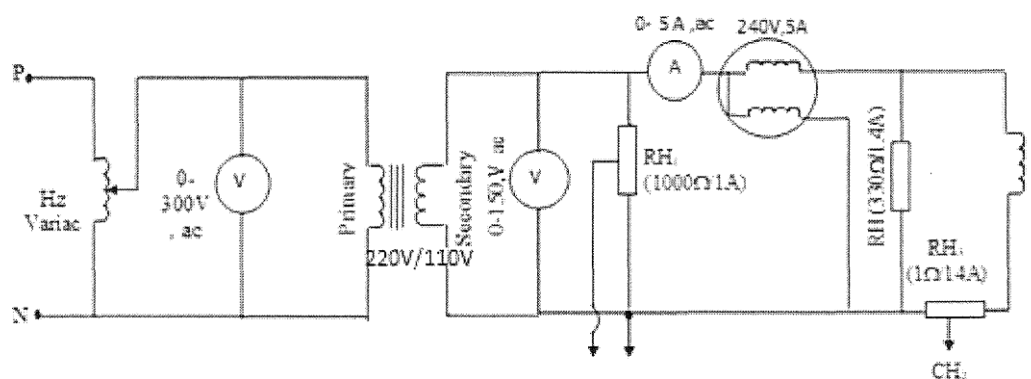 0- 5A ,ac
240V,5A
P
A
0-
300V
, ac
V
Hz
Variac
Primary
Secondary
0-150,V ac
V
220V/110V
RH
(1000Ω/1A)
RH (330Ω/1.4A)
RH
(1Ω/14A)
N
CH